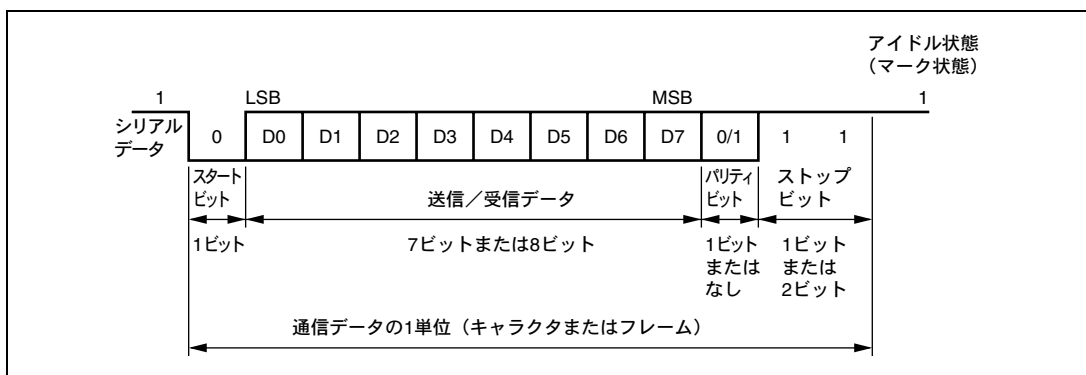 アイドル状態
（マーク状態）
1 LSB MSB 1
シリアル
データ
0 D0 D1 D2 D3 D4 D5 D6 D7 0/1 1 1
スタート
ビット
送信／受信データ
パリティ
ビット
ストップ
ビット
1ビット
7ビットまたは8ビット
1ビット
または
なし
1ビット
または
2ビット
通信データの1単位（キャラクタまたはフレーム）